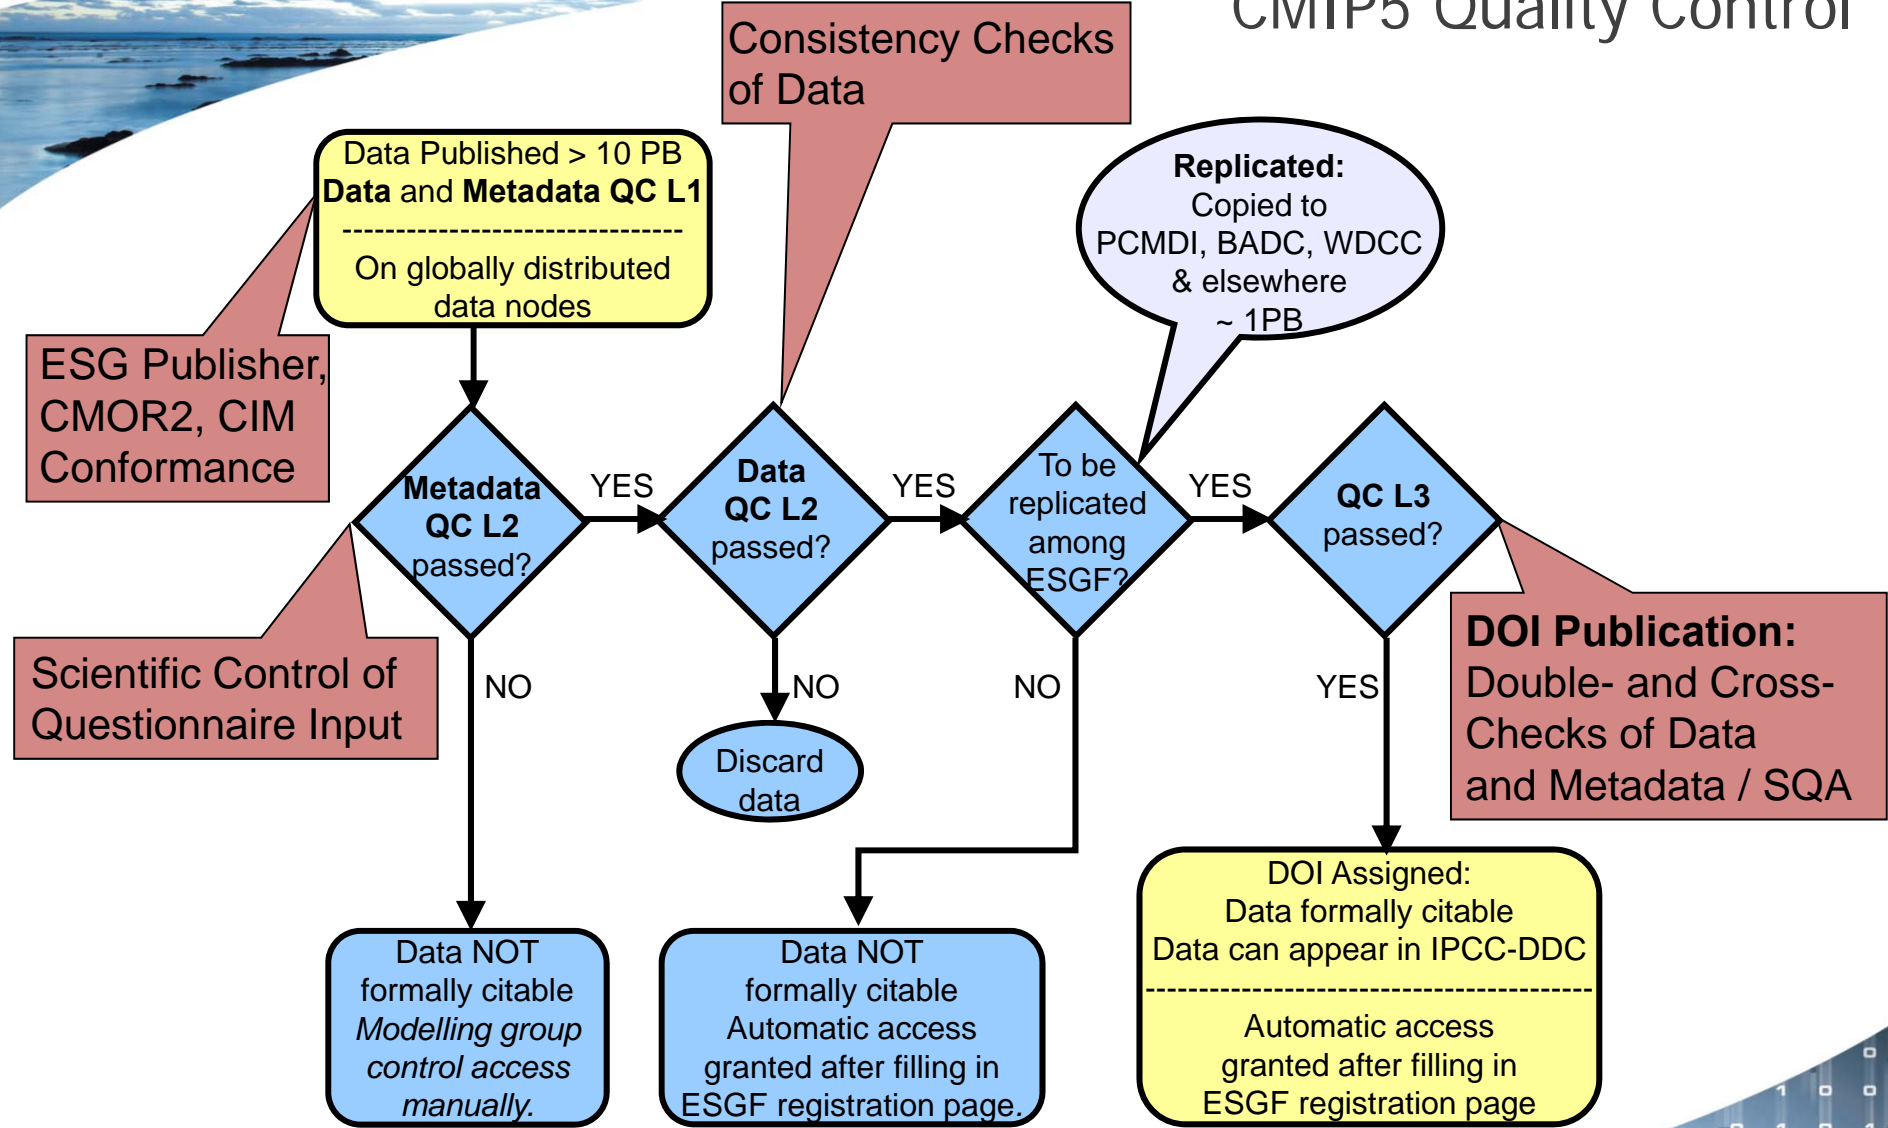 CMIP5 Quality Control
Consistency Checks
of Data
Data Published > 10 PB
Data and Metadata QC L1
--------------------------------
On globally distributed
data nodes
Replicated:
Copied to
PCMDI, BADC, WDCC
& elsewhere
~ 1PB
ESG Publisher,
CMOR2, CIM
Conformance
Metadata
QC L2
passed?
YES
Data
QC L2
passed?
YES
To be
replicated
among
ESGF?
YES
QC L3
passed?
Scientific Control of
Questionnaire Input
NO
NO
NO
YES
DOI Publication:
Double- and Cross-
Checks of Data
and Metadata / SQA
Discard
data
Data NOT
formally citable
Modelling group
control access
manually.
Data NOT
formally citable
Automatic access
granted after filling in
ESGF registration page.
DOI Assigned:
Data formally citable
Data can appear in IPCC-DDC
------------------------------------------
Automatic access
granted after filling in
ESGF registration page